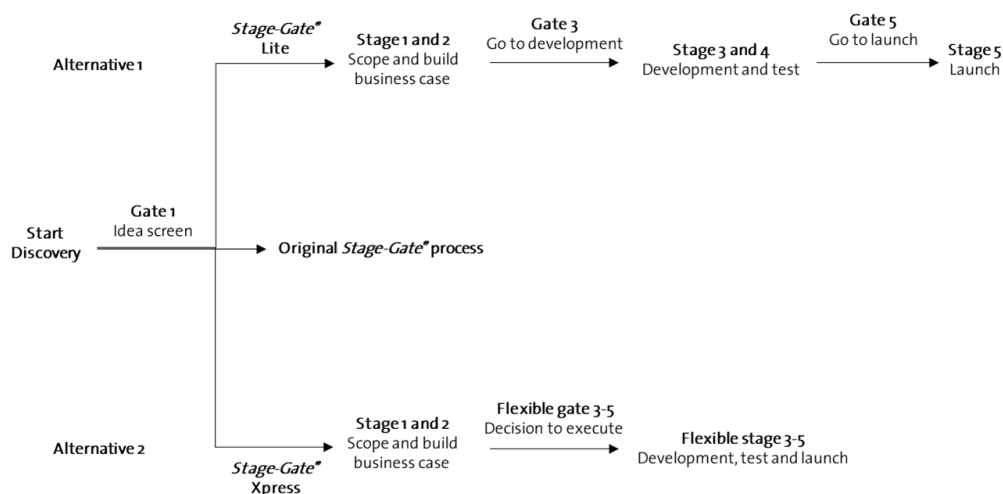 Stage-Gate®
Lite
Alternative 1
Stage 1 and 2
Scope and build
business case
Gate 3
Go to development
Stage 3 and 4
Development and test
Gate 5
Go to launch
Stage 5
Launch
Start
Discovery
Gate 1
Idea screen
Original Stage-Gate® process
Alternative 2
Stage-Gate®
Xpress
Stage 1 and 2
Scope and build
business case
Flexible gate 3-5
Decision to execute
Flexible stage 3-5
Development, test and launch